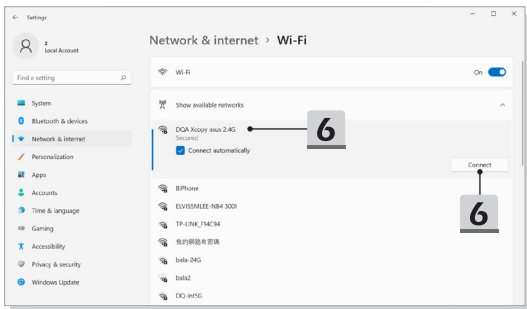 Settings
z
Local Account
Find a setting
System
Bluetooth & devices
Network & internet
Personalization
Apps
Accounts
Time & language
Gaming
Accessibility
Privacy & security
Windows Update
Network & internet > Wi-Fi
Wi-Fi
On
Show available networks
DQA Xcopy asus 2.4G
Secured
Connect automatically
6
Connect
6
BiPhone
ELVISSMLEE-NB4 3001
TP-LINK_F14C94
我的網路有密碼
bala-24G
bala2
DQ-int5G